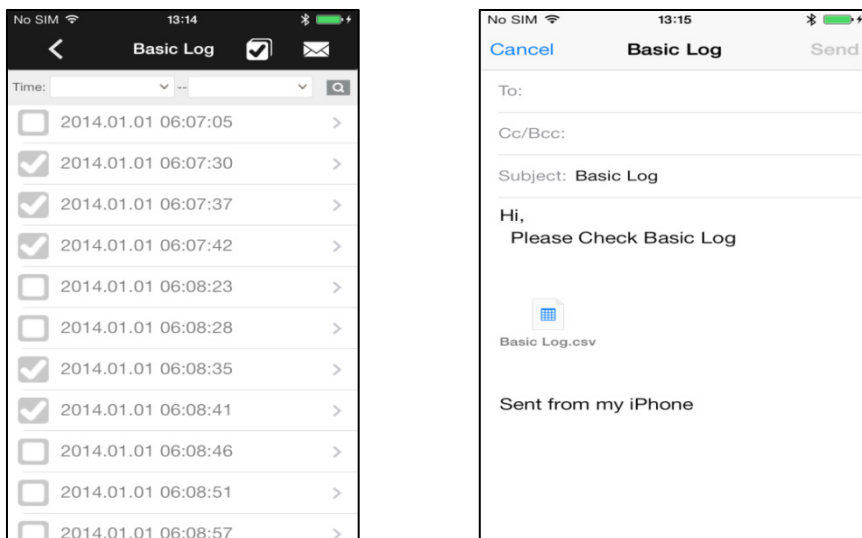 No SIM 13:14
Basic Log
Time: --
2014.01.01 06:07:05
2014.01.01 06:07:30
2014.01.01 06:07:37
2014.01.01 06:07:42
2014.01.01 06:08:23
2014.01.01 06:08:28
2014.01.01 06:08:35
2014.01.01 06:08:41
2014.01.01 06:08:46
2014.01.01 06:08:51
2014.01.01 06:08:57
No SIM 13:15
Cancel Basic Log Send
To:
Cc/Bcc:
Subject: Basic Log
Hi,
Please Check Basic Log
Basic Log.csv
Sent from my iPhone